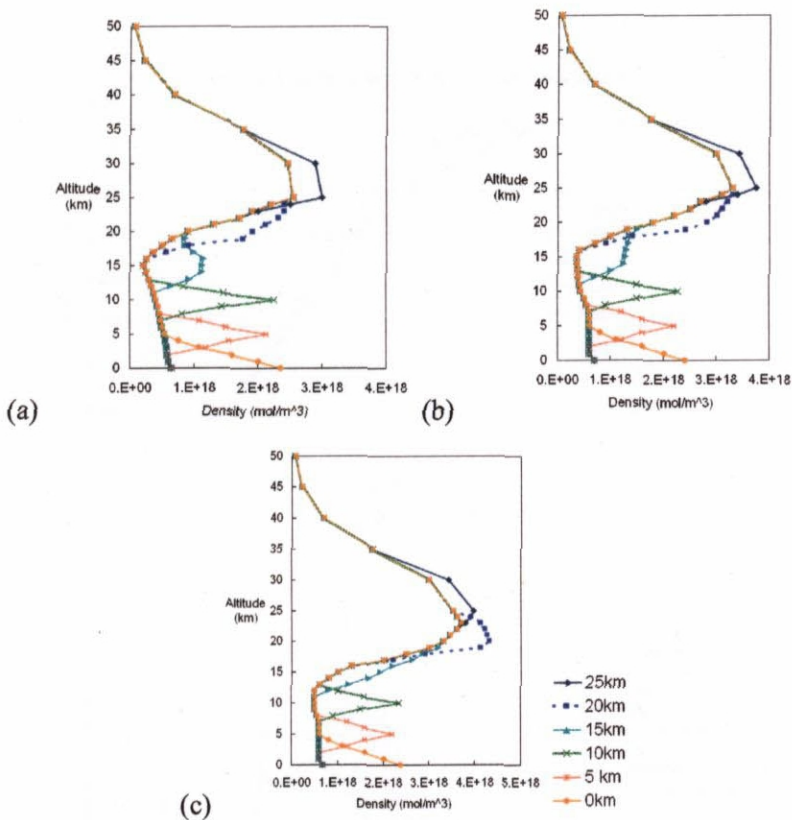 50
45
40
35
30
Altitude
(km)
25
20
15
10
5
0
0.E+00 1.E+18 2.E+18 3.E+18 4.E+18
Density (mol/m^3)
(a)
50
45
40
35
30
Altitude
(km)
25
20
15
10
5
0
0.E+00 1.E+18 2.E+18 3.E+18 4.E+18
Density (mol/m^3)
(b)
50
45
40
35
30
Altitude
(km)
25
20
15
10
5
0
0.E+00 1.E+18 2.E+18 3.E+18 4.E+18 5.E+18
Density (mol/m^3)
(c)
25km
20km
15km
10km
5 km
0km